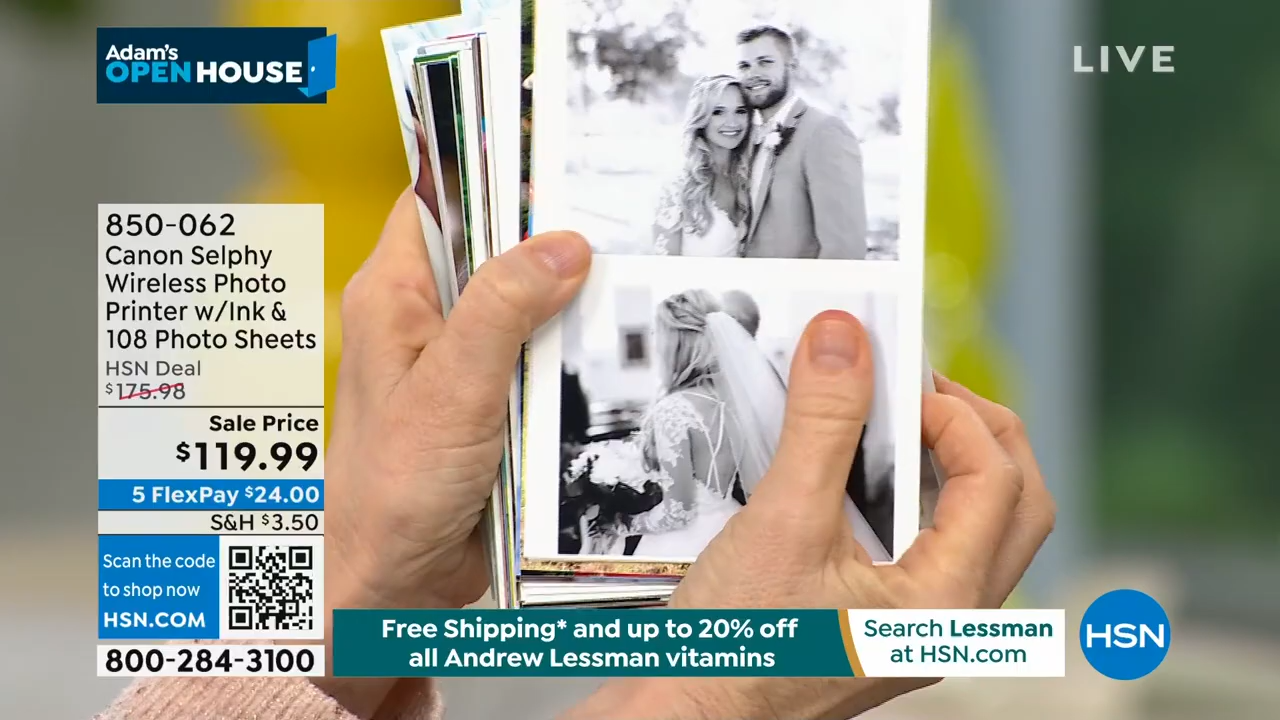 Adam's
OPEN HOUSE
LIVE
850-062
Canon Selphy
Wireless Photo
Printer w/Ink &
108 Photo Sheets
HSN Deal
$175.98
Sale Price
$119.99
5 FlexPay $24.00
S&H $3.50
Scan the code
to shop now
HSN.COM
800-284-3100
Free Shipping* and up to 20% off
all Andrew Lessman vitamins
Search Lessman
at HSN.com
HSN